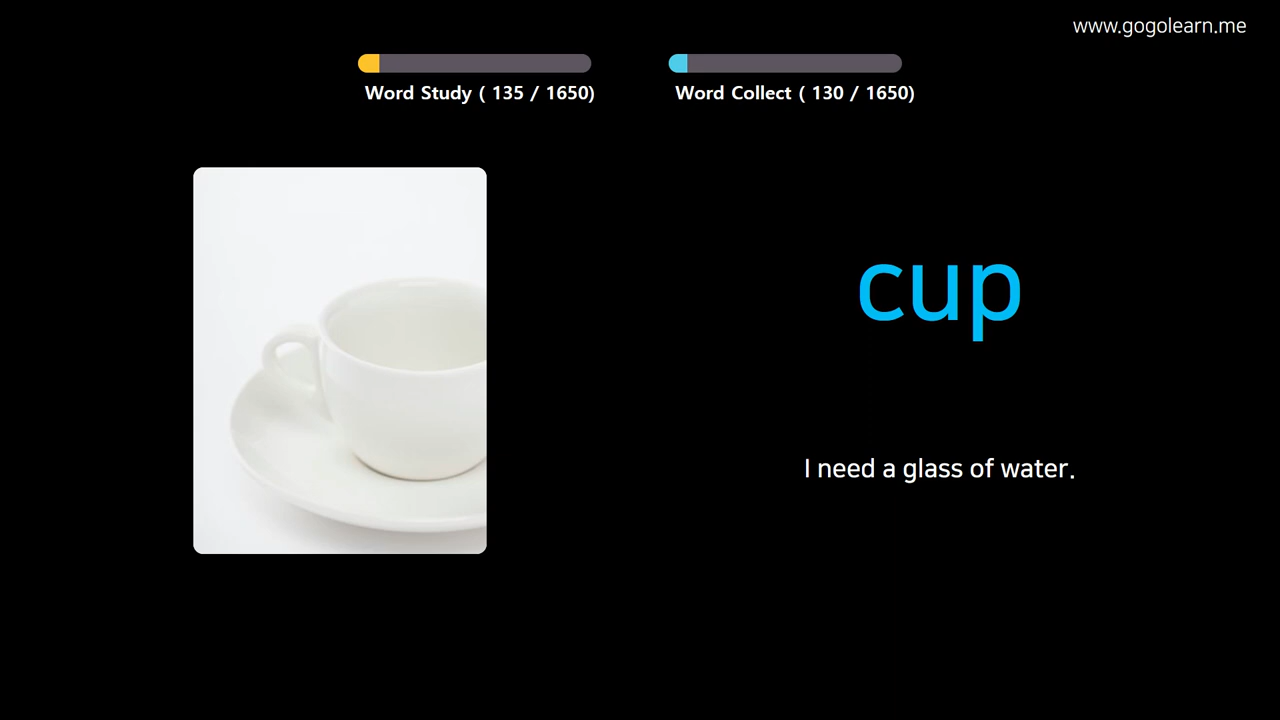 www.gogolearn.me
Word Study ( 135 / 1650)
Word Collect ( 130 / 1650)
cup
I need a glass of water.